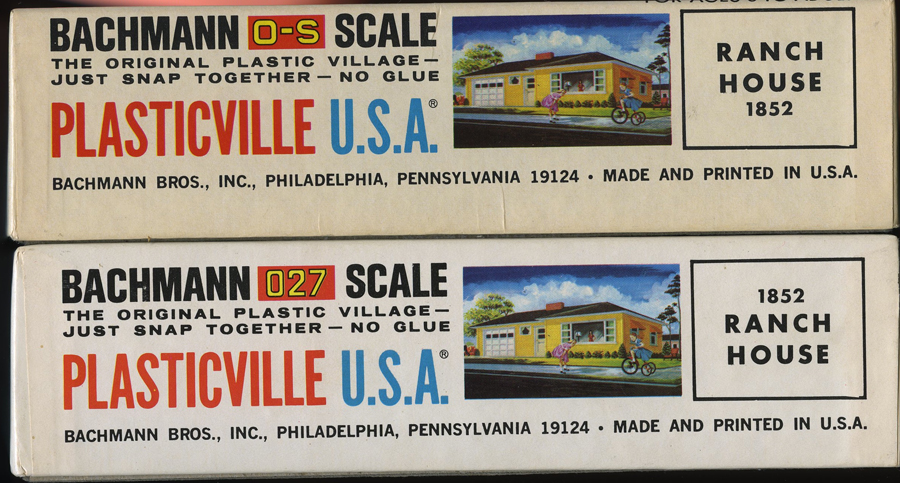 BACHMANN O-S SCALE
THE ORIGINAL PLASTIC VILLAGE—
JUST SNAP TOGETHER—NO GLUE
PLASTICVILLE U.S.A.®
RANCH
HOUSE
1852
BACHMANN BROS., INC., PHILADELPHIA, PENNSYLVANIA 19124 • MADE AND PRINTED IN U.S.A.
BACHMANN 027 SCALE
THE ORIGINAL PLASTIC VILLAGE—
JUST SNAP TOGETHER—NO GLUE
PLASTICVILLE U.S.A.®
1852
RANCH
HOUSE
BACHMANN BROS., INC., PHILADELPHIA, PENNSYLVANIA 19124 • MADE AND PRINTED IN U.S.A.